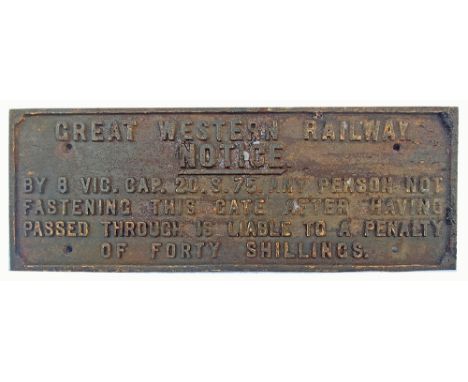 GREAT WESTERN RAILWAY.
NOTICE.
BY 8 VIC. CAP. 20. S. 75. ANY PERSON NOT
FASTENING THIS GATE AFTER HAVING
PASSED THROUGH IS LIABLE TO A PENALTY
OF FORTY SHILLINGS.